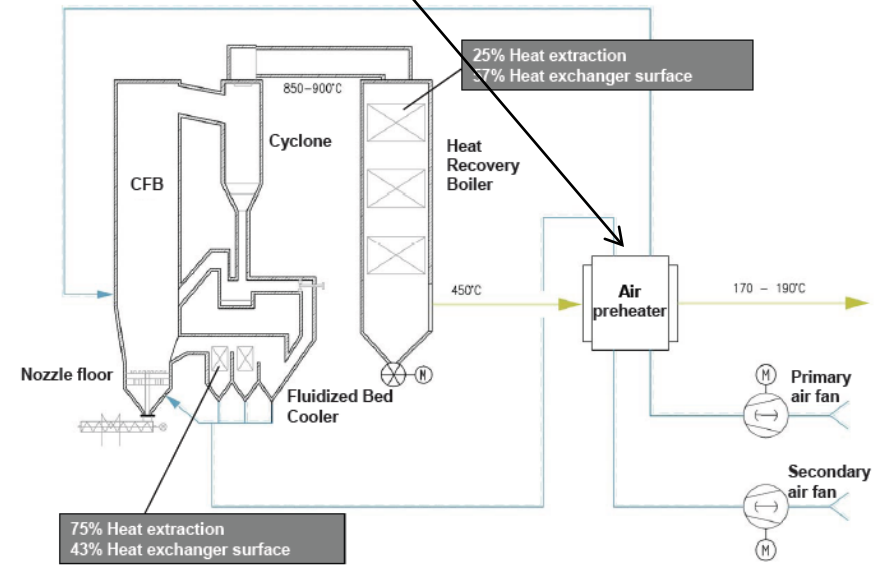 25% Heat extraction
57% Heat exchanger surface
850-900°C
Cyclone
CFB
Heat
Recovery
Boiler
450°C
Air
preheater
170 - 190°C
Nozzle floor
Fluidized Bed
Cooler
M
M
Primary
air fan
Secondary
air fan
M
75% Heat extraction
43% Heat exchanger surface